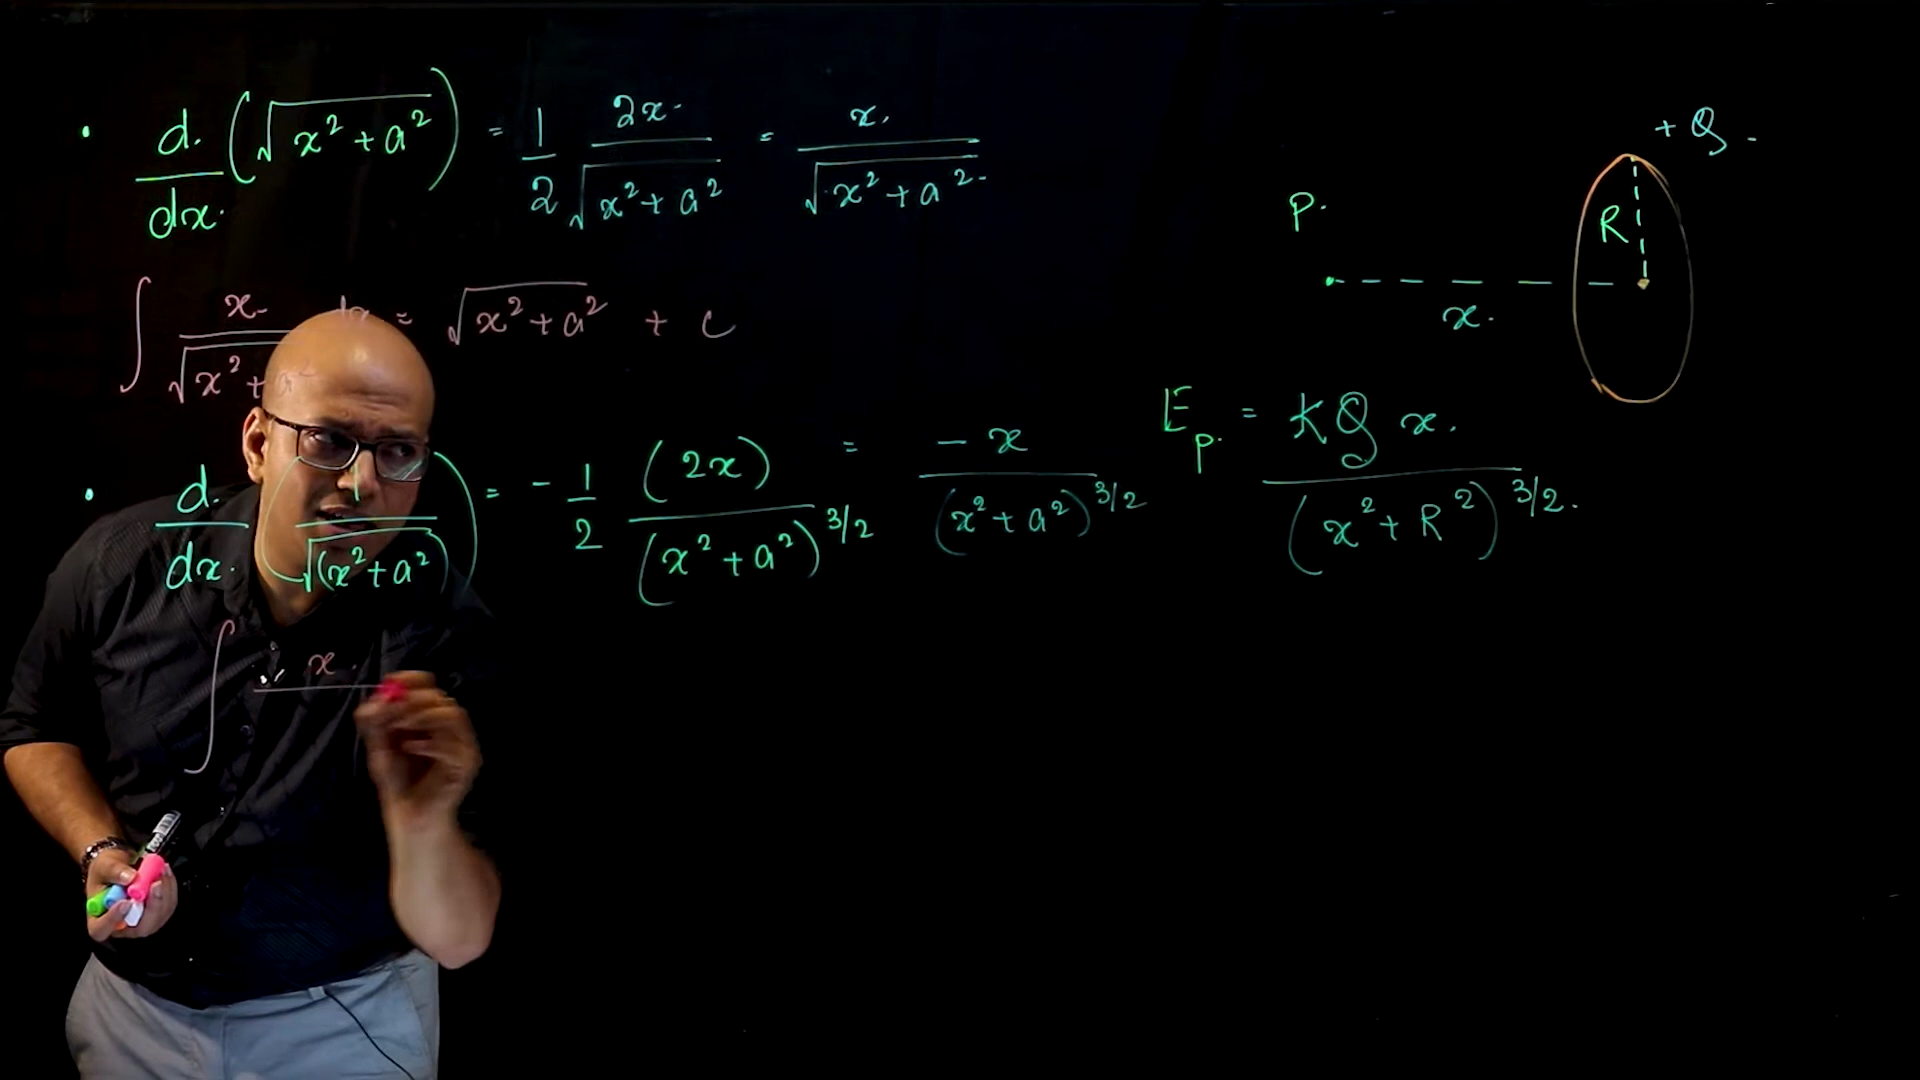 d/dx (√(x² + a²)) = 1/2 2x/√(x² + a²) = x/√(x² + a²)
∫ x/√(x² + a²) dx = √(x² + a²) + c
d/dx (1/√(x² + a²)) = - 1/2 (2x)/(x² + a²)^3/2 = - x/(x² + a²)^3/2
∫ x
+Q
P.
R
x.
E_p = KQx/(x² + R²)^3/2